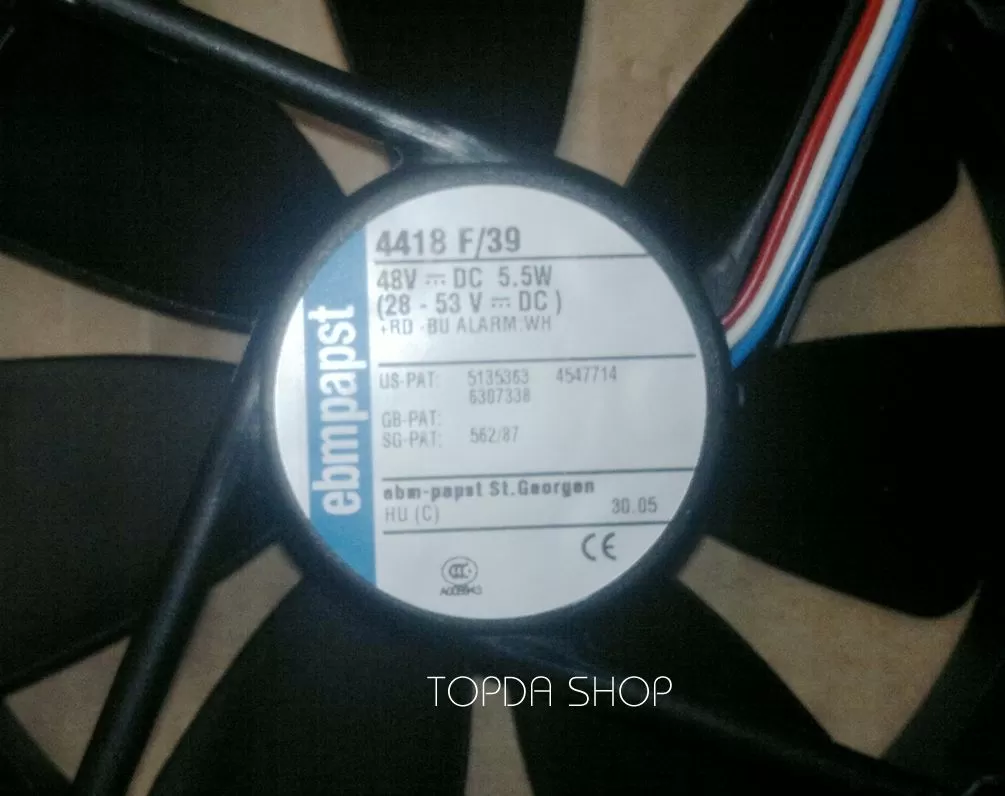 ebmpapst
4418 F/39
48V ⎓ DC 5.5W
(28 - 53 V ⎓ DC )
+RD -BU ALARM:WH
US-PAT: 5135363 4547714
6307338
GB-PAT:
SG-PAT: 562/87
ebm-papst St.Georgen
HU (C) 30.05
CE
CCC
TOPDA SHOP